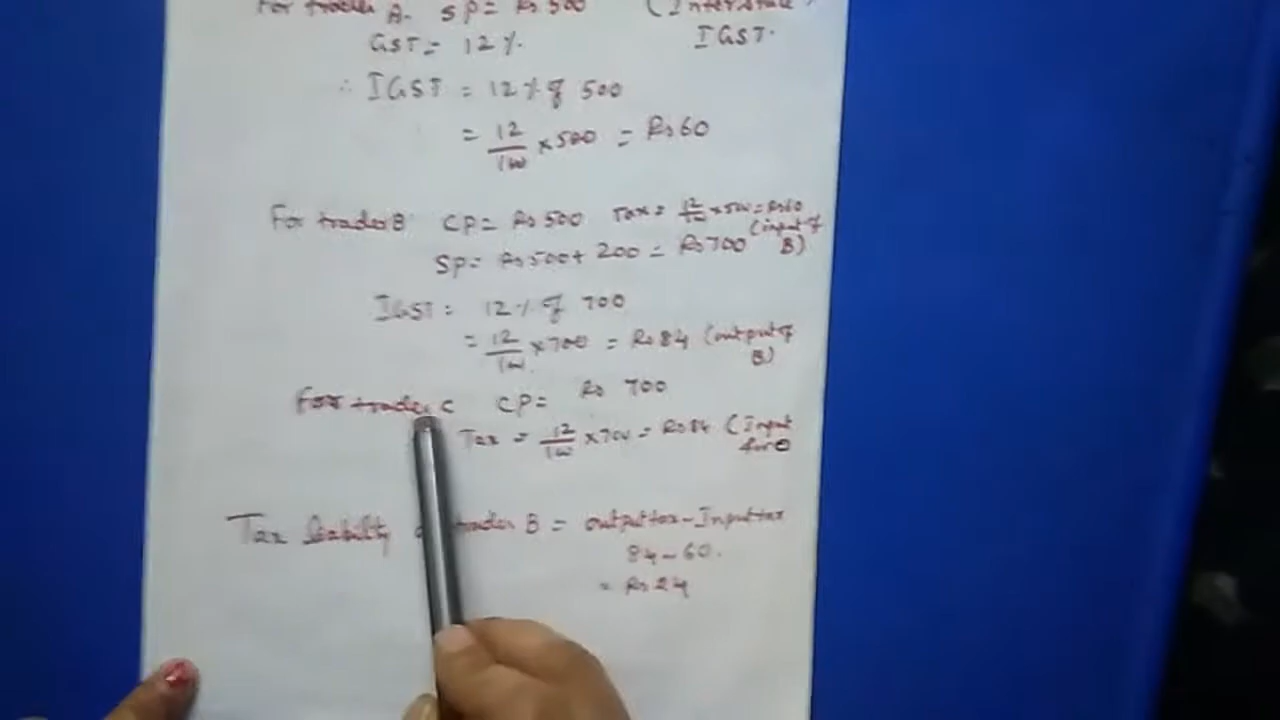 For trader A. SP = Rs 500 (Interstate)
GST = 12 %. IGST.
∴ IGST = 12 % of 500
= 12/100 × 500 = Rs 60
For trader B CP = Rs 500 Tax = 12/100 × 500 = Rs 60
(input of B)
SP = Rs 500 + 200 = Rs 700
IGST = 12 % of 700
= 12/100 × 700 = Rs 84 (output of B)
For trader C CP = Rs 700
Tax = 12/100 × 700 = Rs 84 (Input for C)
Tax liability trader B = output tax - Input tax
84 - 60.
= Rs 24